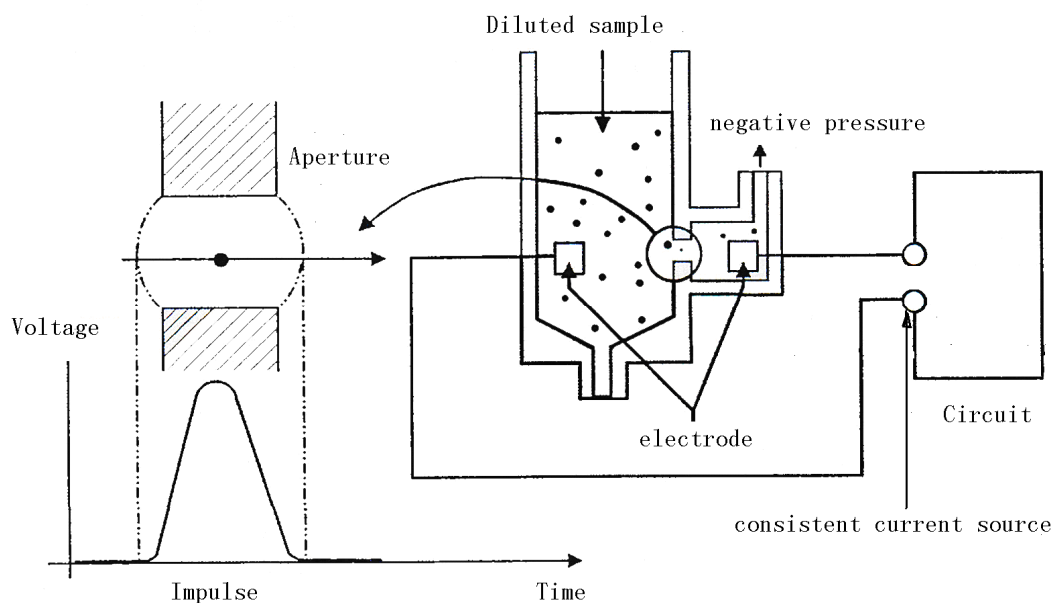 Diluted sample
negative pressure
Aperture
Voltage
Circuit
electrode
consistent current source
Impulse
Time